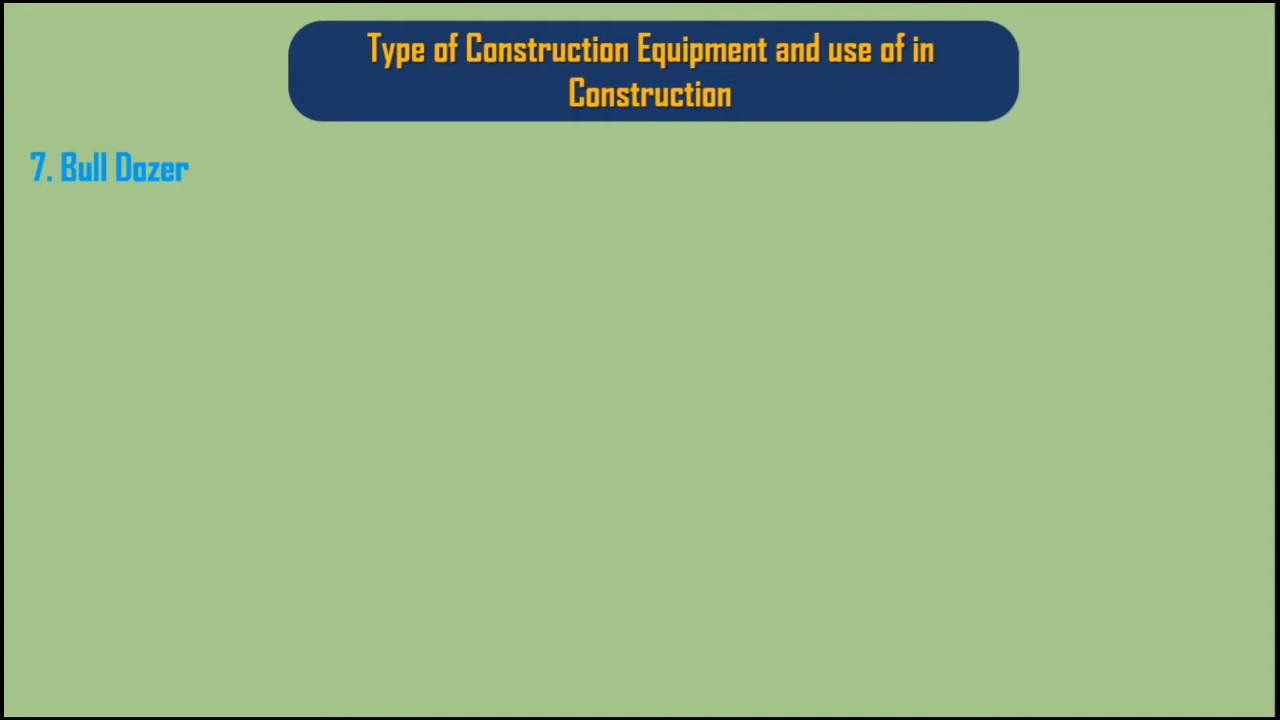 Type of Construction Equipment and use of in
Construction
7. Bull Dozer